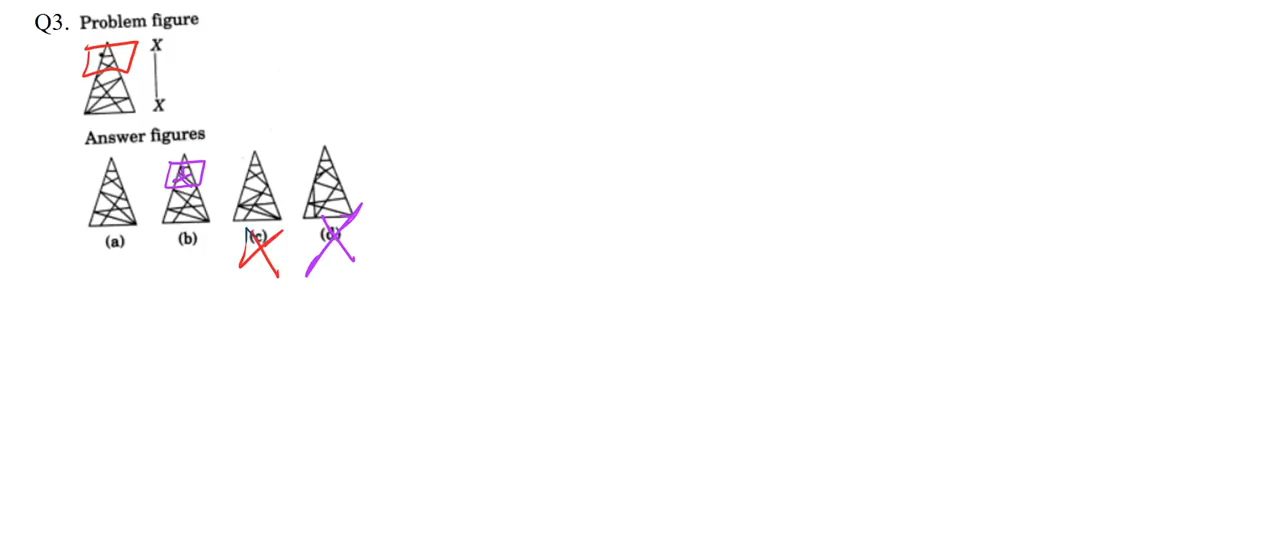 Q3. Problem figure
X
X
Answer figures
(a) (b) (c) (d)